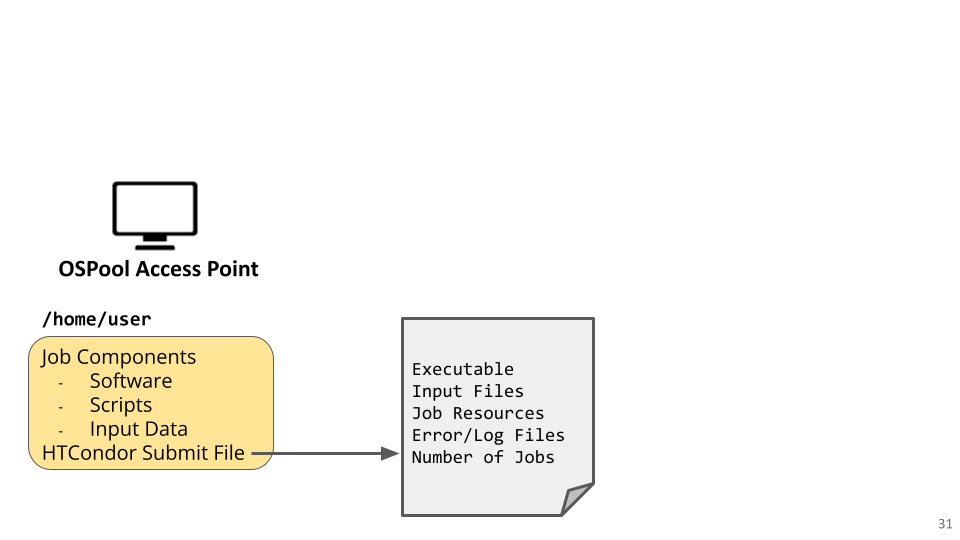 OSPool Access Point
/home/user
Job Components
- Software
- Scripts
- Input Data
HTCondor Submit File
Executable
Input Files
Job Resources
Error/Log Files
Number of Jobs
31